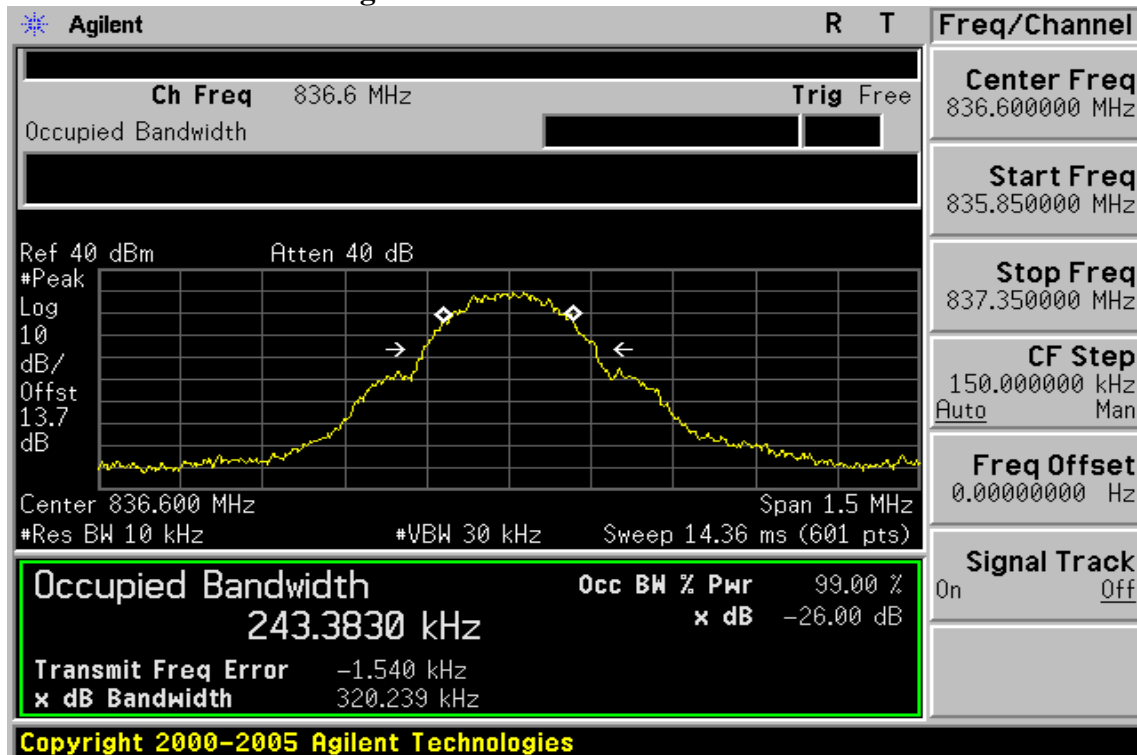 Agilent R T Freq/Channel
Ch Freq 836.6 MHz Trig Free
Occupied Bandwidth
Center Freq
836.600000 MHz
Start Freq
835.850000 MHz
Stop Freq
837.350000 MHz
CF Step
150.000000 kHz
Auto Man
Freq Offset
0.00000000 Hz
Signal Track
On Off
Ref 40 dBm Atten 40 dB
#Peak
Log
10
dB/
Offst
13.7
dB
Center 836.600 MHz Span 1.5 MHz
#Res BW 10 kHz #VBW 30 kHz Sweep 14.36 ms (601 pts)
Occupied Bandwidth Occ BW % Pwr 99.00 %
243.3830 kHz x dB -26.00 dB
Transmit Freq Error -1.540 kHz
x dB Bandwidth 320.239 kHz
Copyright 2000-2005 Agilent Technologies